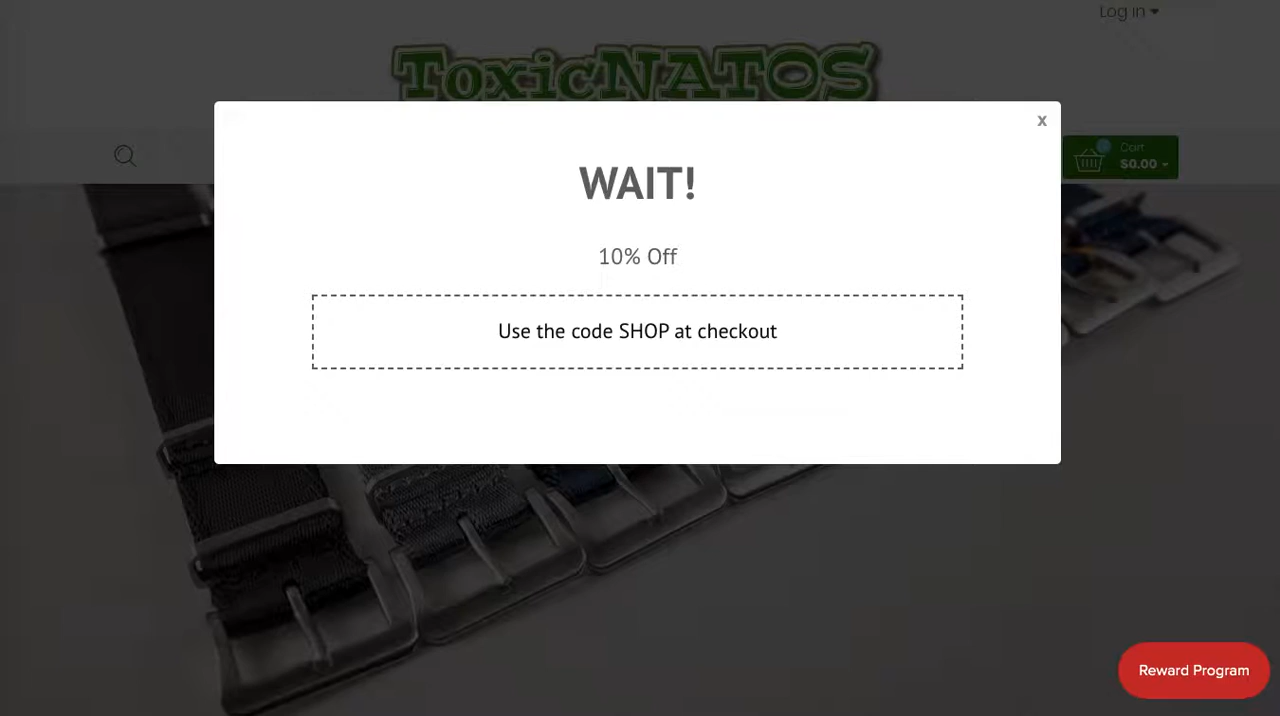 Log in
ToxicNATOS
x
Cart
$0.00
WAIT!
10% Off
Use the code SHOP at checkout
Reward Program